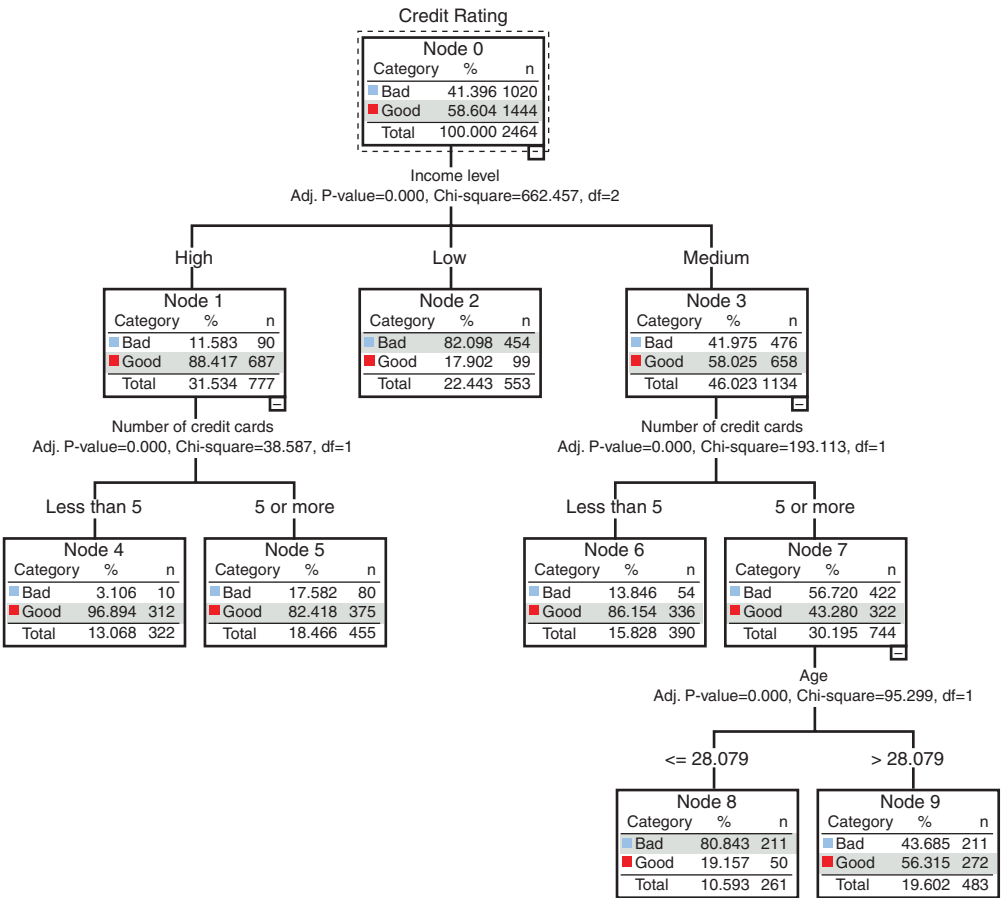 Credit Rating
Node 0
Category % n
Bad 41.396 1020
Good 58.604 1444
Total 100.000 2464
Income level
Adj. P-value=0.000, Chi-square=662.457, df=2
High
Low
Medium
Node 1
Category % n
Bad 11.583 90
Good 88.417 687
Total 31.534 777
Node 2
Category % n
Bad 82.098 454
Good 17.902 99
Total 22.443 553
Node 3
Category % n
Bad 41.975 476
Good 58.025 658
Total 46.023 1134
Number of credit cards
Adj. P-value=0.000, Chi-square=38.587, df=1
Number of credit cards
Adj. P-value=0.000, Chi-square=193.113, df=1
Less than 5
5 or more
Less than 5
5 or more
Node 4
Category % n
Bad 3.106 10
Good 96.894 312
Total 13.068 322
Node 5
Category % n
Bad 17.582 80
Good 82.418 375
Total 18.466 455
Node 6
Category % n
Bad 13.846 54
Good 86.154 336
Total 15.828 390
Node 7
Category % n
Bad 56.720 422
Good 43.280 322
Total 30.195 744
Age
Adj. P-value=0.000, Chi-square=95.299, df=1
<= 28.079
> 28.079
Node 8
Category % n
Bad 80.843 211
Good 19.157 50
Total 10.593 261
Node 9
Category % n
Bad 43.685 211
Good 56.315 272
Total 19.602 483